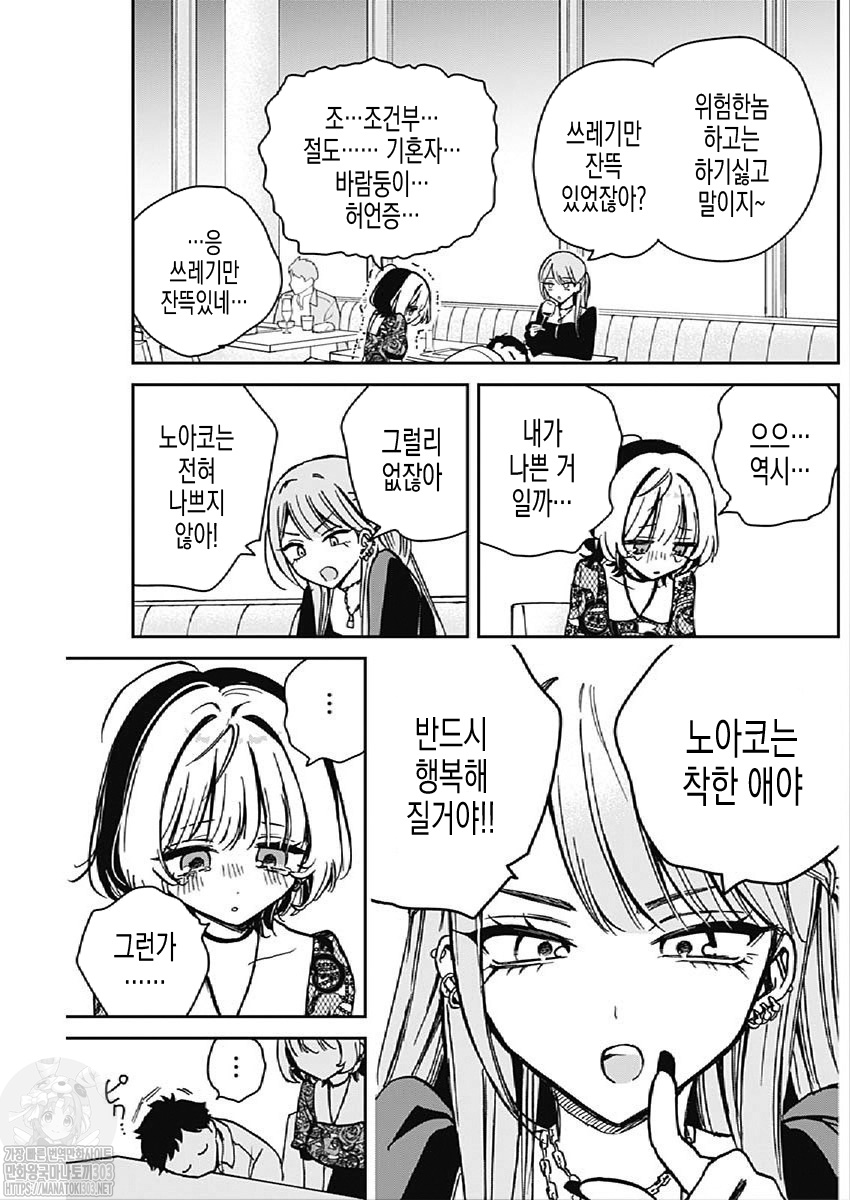 위험한놈
하고는
하기싫고
말이지~
쓰레기만
잔뜩
있었잖아?
조…조건부…
절도…… 기혼자…
바람둥이…
허언증…
…응
쓰레기만
잔뜩있네…
으으…
역시…
내가
나쁜 거
일까…
그럴리
없잖아
노아코는
전혀
나쁘지
않아!
노아코는
착한 애야
반드시
행복해
질거야!!
…
그런가
……
…
ピクッ
가장 빠른 번역만화사이트
만화왕국마나토끼303
HTTPS://MANATOKI303.NET